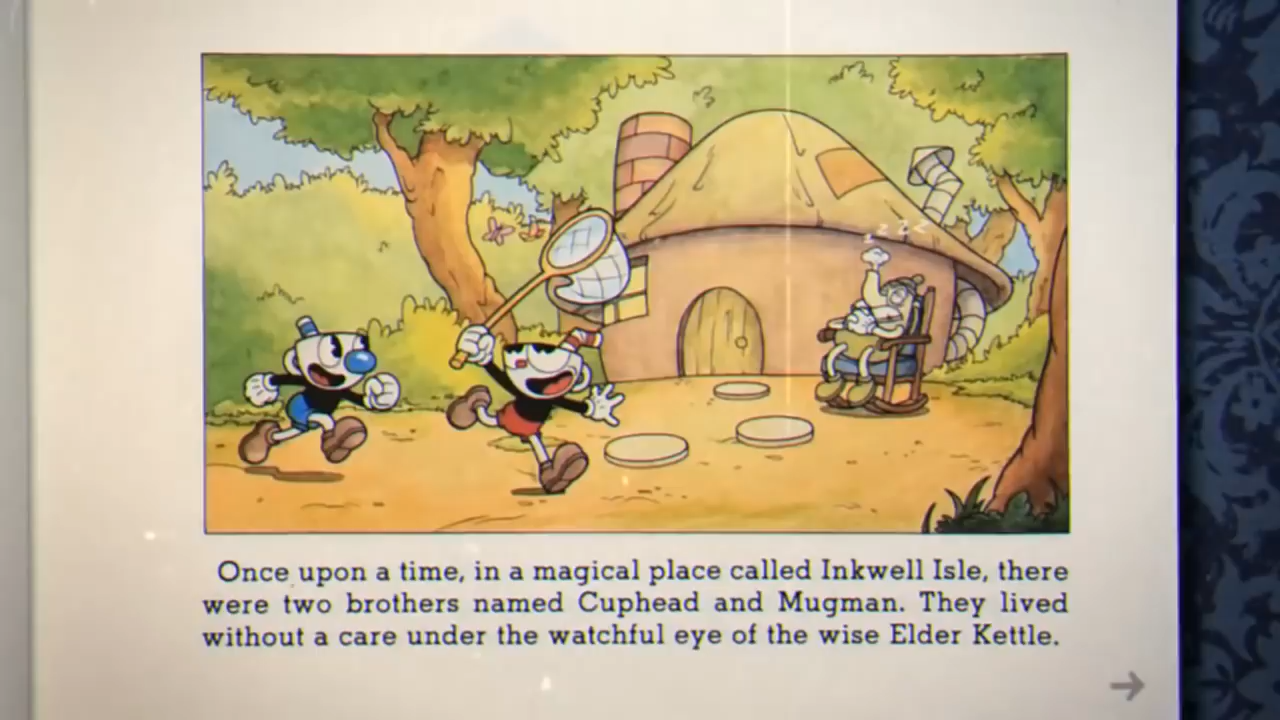 z z z z
Once upon a time, in a magical place called Inkwell Isle, there
were two brothers named Cuphead and Mugman. They lived
without a care under the watchful eye of the wise Elder Kettle.